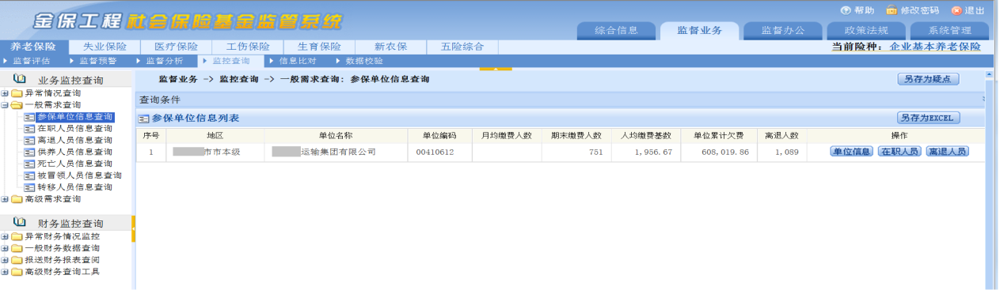 帮助 修改密码 退出
金保工程 社会保险基金监管系统
综合信息 监督业务 监督办公 政策法规 系统管理
养老保险 失业保险 医疗保险 工伤保险 生育保险 新农保 五险综合 当前险种：企业基本养老保险
监督评估 监督预警 监督分析 监控查询 信息比对 数据校验
业务监控查询
异常情况查询
一般需求查询
参保单位信息查询
在职人员信息查询
离退人员信息查询
供养人员信息查询
死亡人员信息查询
被冒领人员信息查询
转移人员信息查询
高级需求查询
财务监控查询
异常财务情况监控
一般财务数据查询
报送财务报表查阅
高级财务查询工具
监督业务 -> 监控查询 -> 一般需求查询：参保单位信息查询 另存为疑点
查询条件
参保单位信息列表 另存为EXCEL
序号 地区 单位名称 单位编码 月均缴费人数 期末缴费人数 人均缴费基数 单位累计欠费 离退人数 操作
1 市市本级 运输集团有限公司 00410612 751 1,956.67 608,019.86 1,089 单位信息 在职人员 离退人员